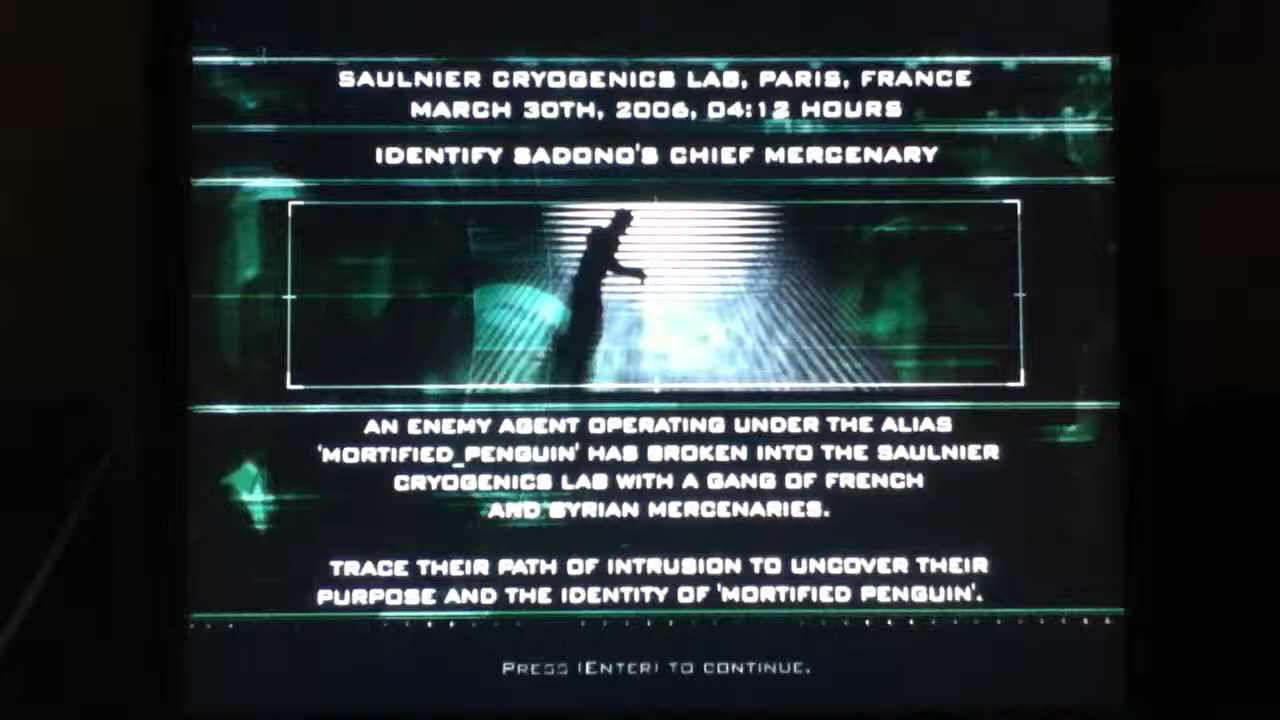 SAULNIER CRYOGENICS LAB, PARIS, FRANCE
MARCH 30TH, 2006, 04:12 HOURS
IDENTIFY SADONO'S CHIEF MERCENARY
AN ENEMY AGENT OPERATING UNDER THE ALIAS
'MORTIFIED_PENGUIN' HAS BROKEN INTO THE SAULNIER
CRYOGENICS LAB WITH A GANG OF FRENCH
AND SYRIAN MERCENARIES.
TRACE THEIR PATH OF INTRUSION TO UNCOVER THEIR
PURPOSE AND THE IDENTITY OF 'MORTIFIED PENGUIN'.
PRESS (ENTER) TO CONTINUE.